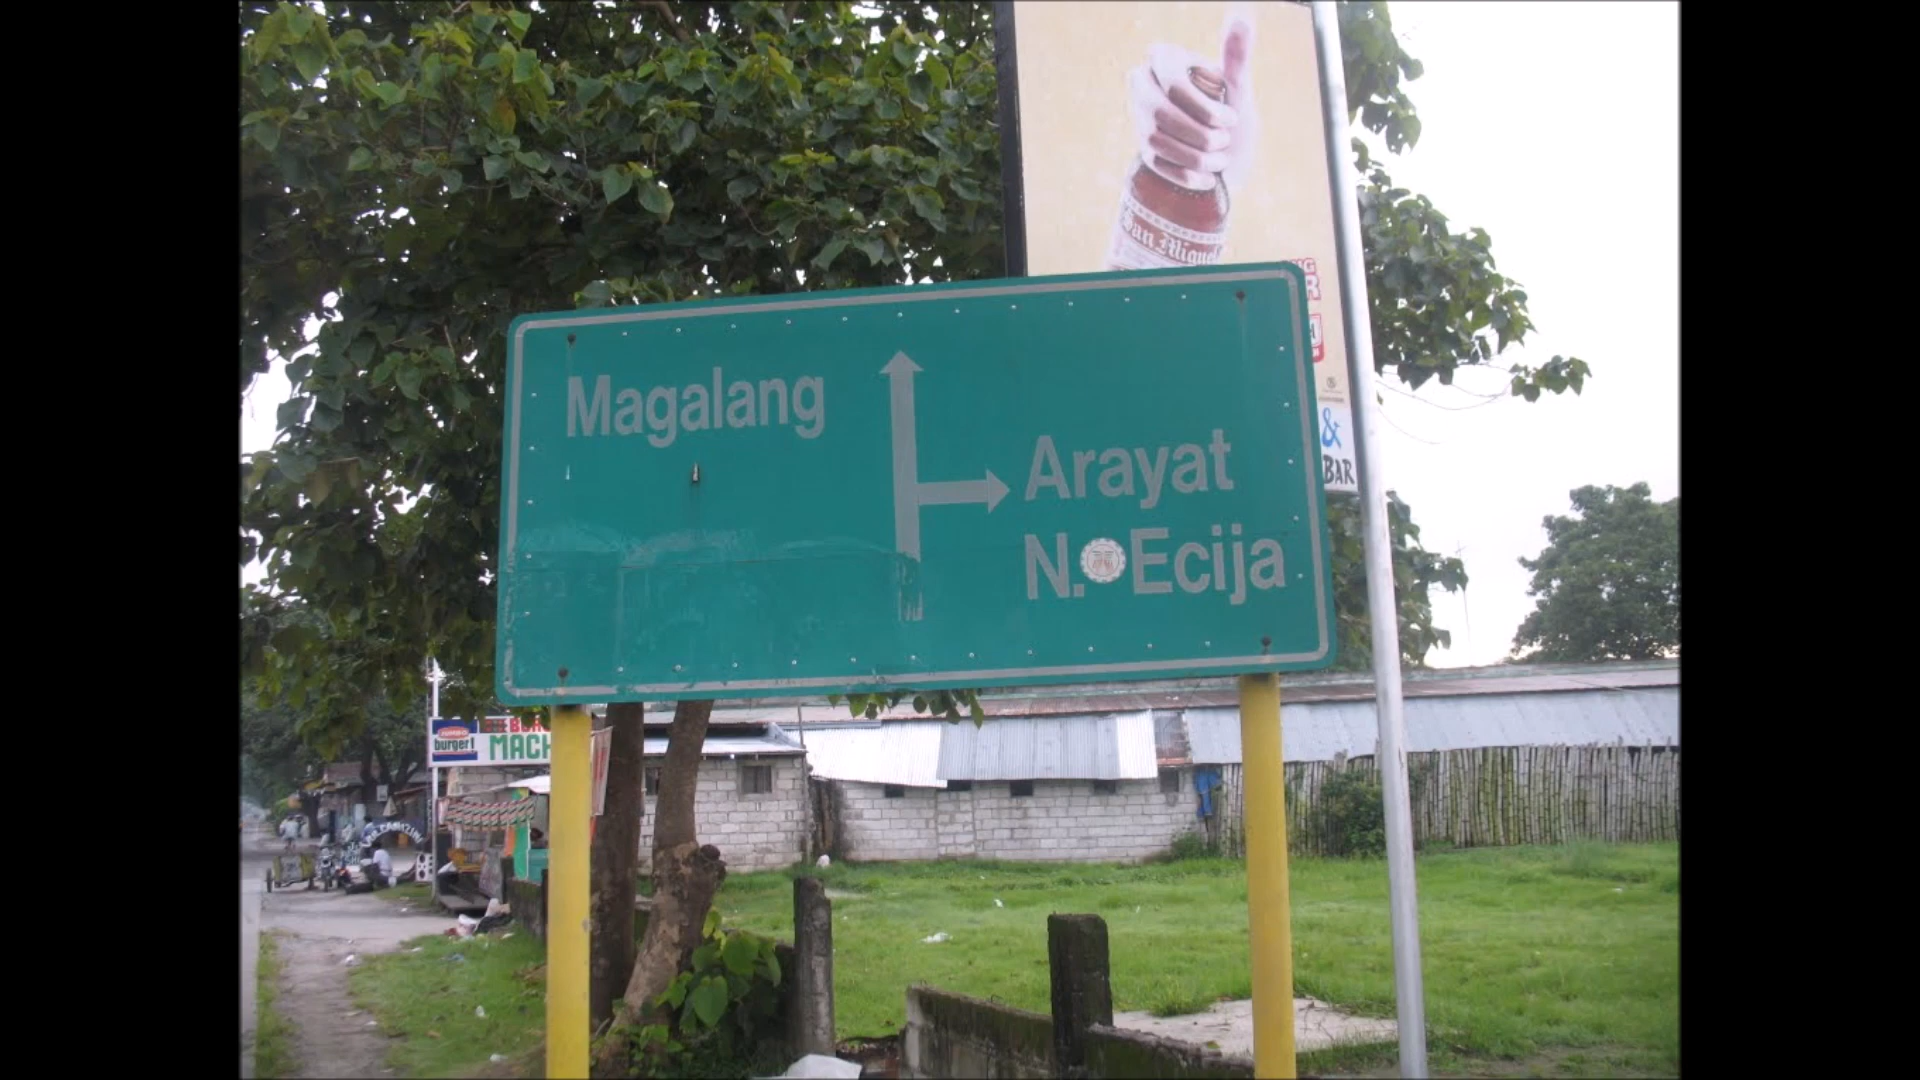 San Miguel
Magalang
Arayat
N. Ecija
&
BAR
burger!
MACH